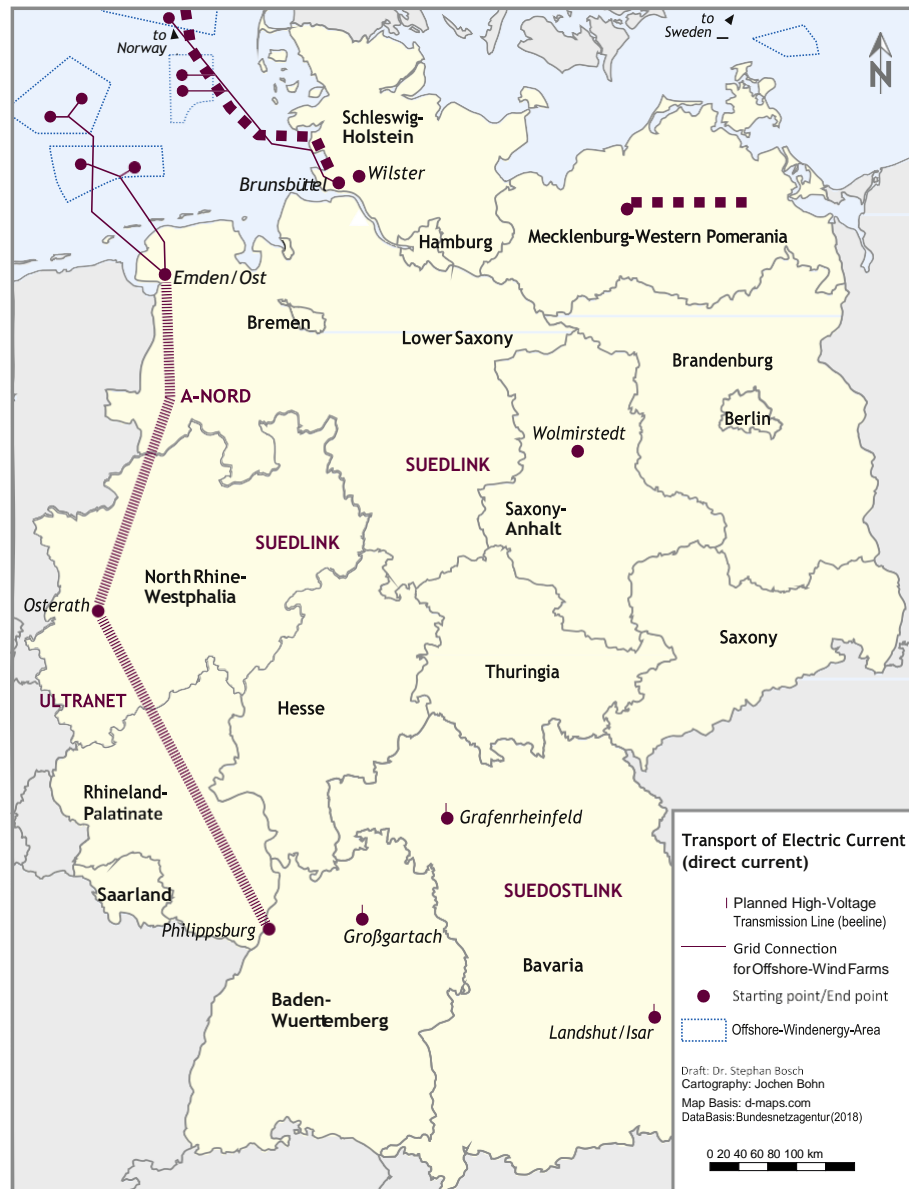 to
Norway
to
Sweden
N
Schleswig-
Holstein
Wilster
Brunsbüttel
Hamburg
Mecklenburg-Western Pomerania
Emden/Ost
Bremen
Lower Saxony
Brandenburg
Berlin
A-NORD
Wolmirstedt
SUEDLINK
Saxony-
Anhalt
SUEDLINK
North Rhine-
Westphalia
Osterath
Saxony
Thuringia
ULTRANET
Hesse
Rhineland-
Palatinate
Grafenrheinfeld
Saarland
SUEDOSTLINK
Philippsburg
Großgartach
Bavaria
Baden-
Wuerttemberg
Landshut/Isar
Transport of Electric Current
(direct current)
Planned High-Voltage
Transmission Line (beeline)
Grid Connection
for Offshore-Wind Farms
Starting point/End point
Offshore-Windenergy-Area
Draft: Dr. Stephan Bosch
Cartography: Jochen Bohn
Map Basis: d-maps.com
DataBasis:Bundesnetzagentur(2018)
0 20 40 60 80 100 km